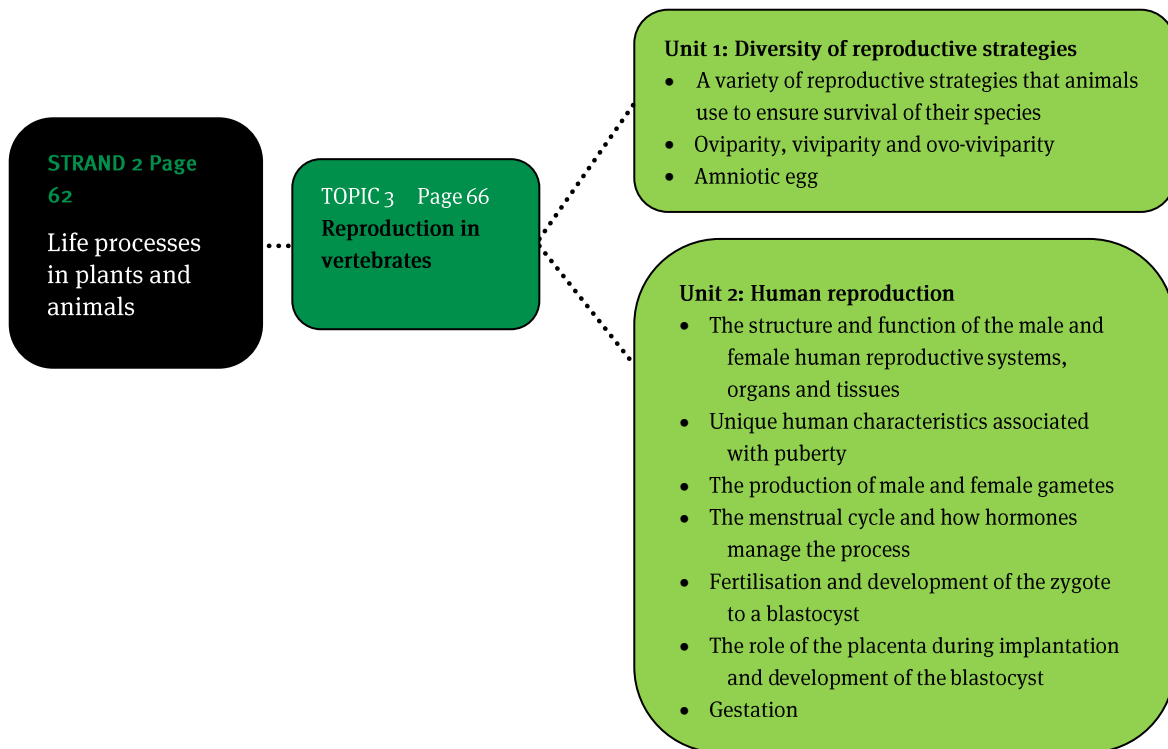 STRAND 2 Page
62
Life processes
in plants and
animals
TOPIC 3 Page 66
Reproduction in
vertebrates
Unit 1: Diversity of reproductive strategies
• A variety of reproductive strategies that animals
use to ensure survival of their species
• Oviparity, viviparity and ovo-viviparity
• Amniotic egg
Unit 2: Human reproduction
• The structure and function of the male and
female human reproductive systems,
organs and tissues
• Unique human characteristics associated
with puberty
• The production of male and female gametes
• The menstrual cycle and how hormones
manage the process
• Fertilisation and development of the zygote
to a blastocyst
• The role of the placenta during implantation
and development of the blastocyst
• Gestation